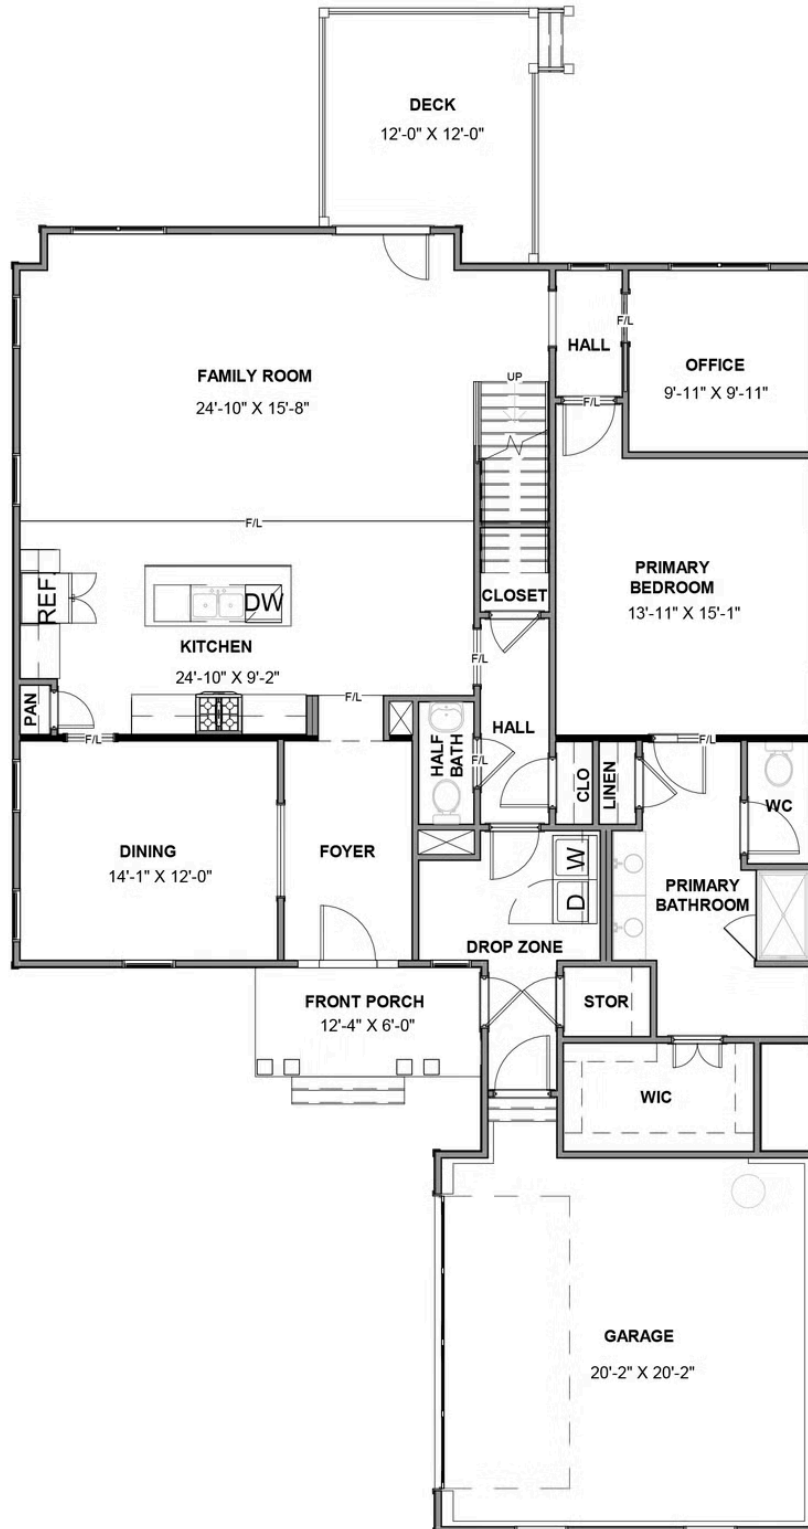 DECK
12'-0" X 12'-0"
FAMILY ROOM
24'-10" X 15'-8"
UP
HALL
F/L
OFFICE
9'-11" X 9'-11"
F/L
F/L
REF
DW
CLOSET
PRIMARY
BEDROOM
13'-11" X 15'-1"
KITCHEN
24'-10" X 9'-2"
F/L
PAN
F/L
F/L
HALF
BATH
F/L
HALL
CLO
LINEN
F/L
WC
DINING
14'-1" X 12'-0"
FOYER
W
D
DROP ZONE
PRIMARY
BATHROOM
FRONT PORCH
12'-4" X 6'-0"
STOR
WIC
GARAGE
20'-2" X 20'-2"